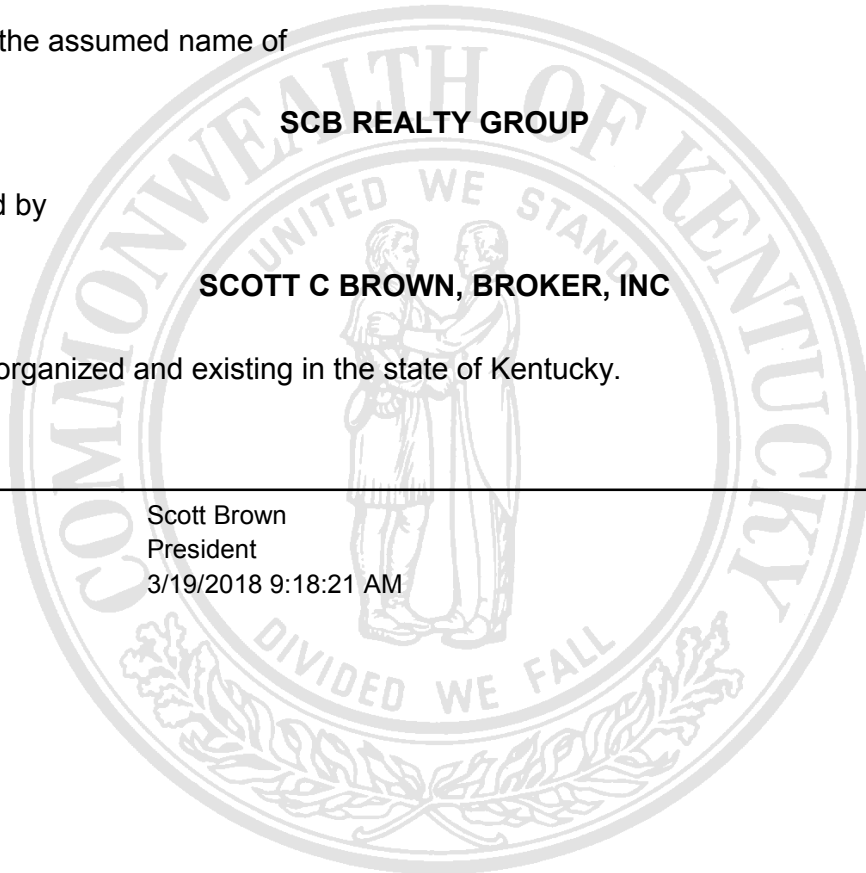 the assumed name of
SCB REALTY GROUP
d by
SCOTT C BROWN, BROKER, INC
organized and existing in the state of Kentucky.
Scott Brown
President
3/19/2018 9:18:21 AM
COMMONWEALTH OF KENTUCKY
UNITED WE STAND
DIVIDED WE FALL